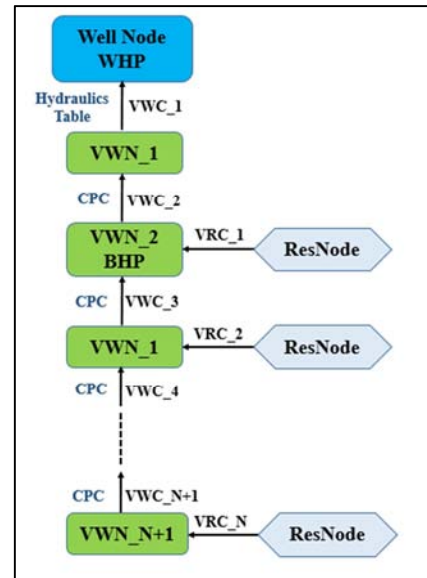 Well Node
WHP
Hydraulics
Table
VWC_1
VWN_1
CPC
VWC_2
VWN_2
BHP
VRC_1
ResNode
CPC
VWC_3
VWN_1
VRC_2
ResNode
CPC
VWC_4
CPC
VWC_N+1
VWN_N+1
VRC_N
ResNode